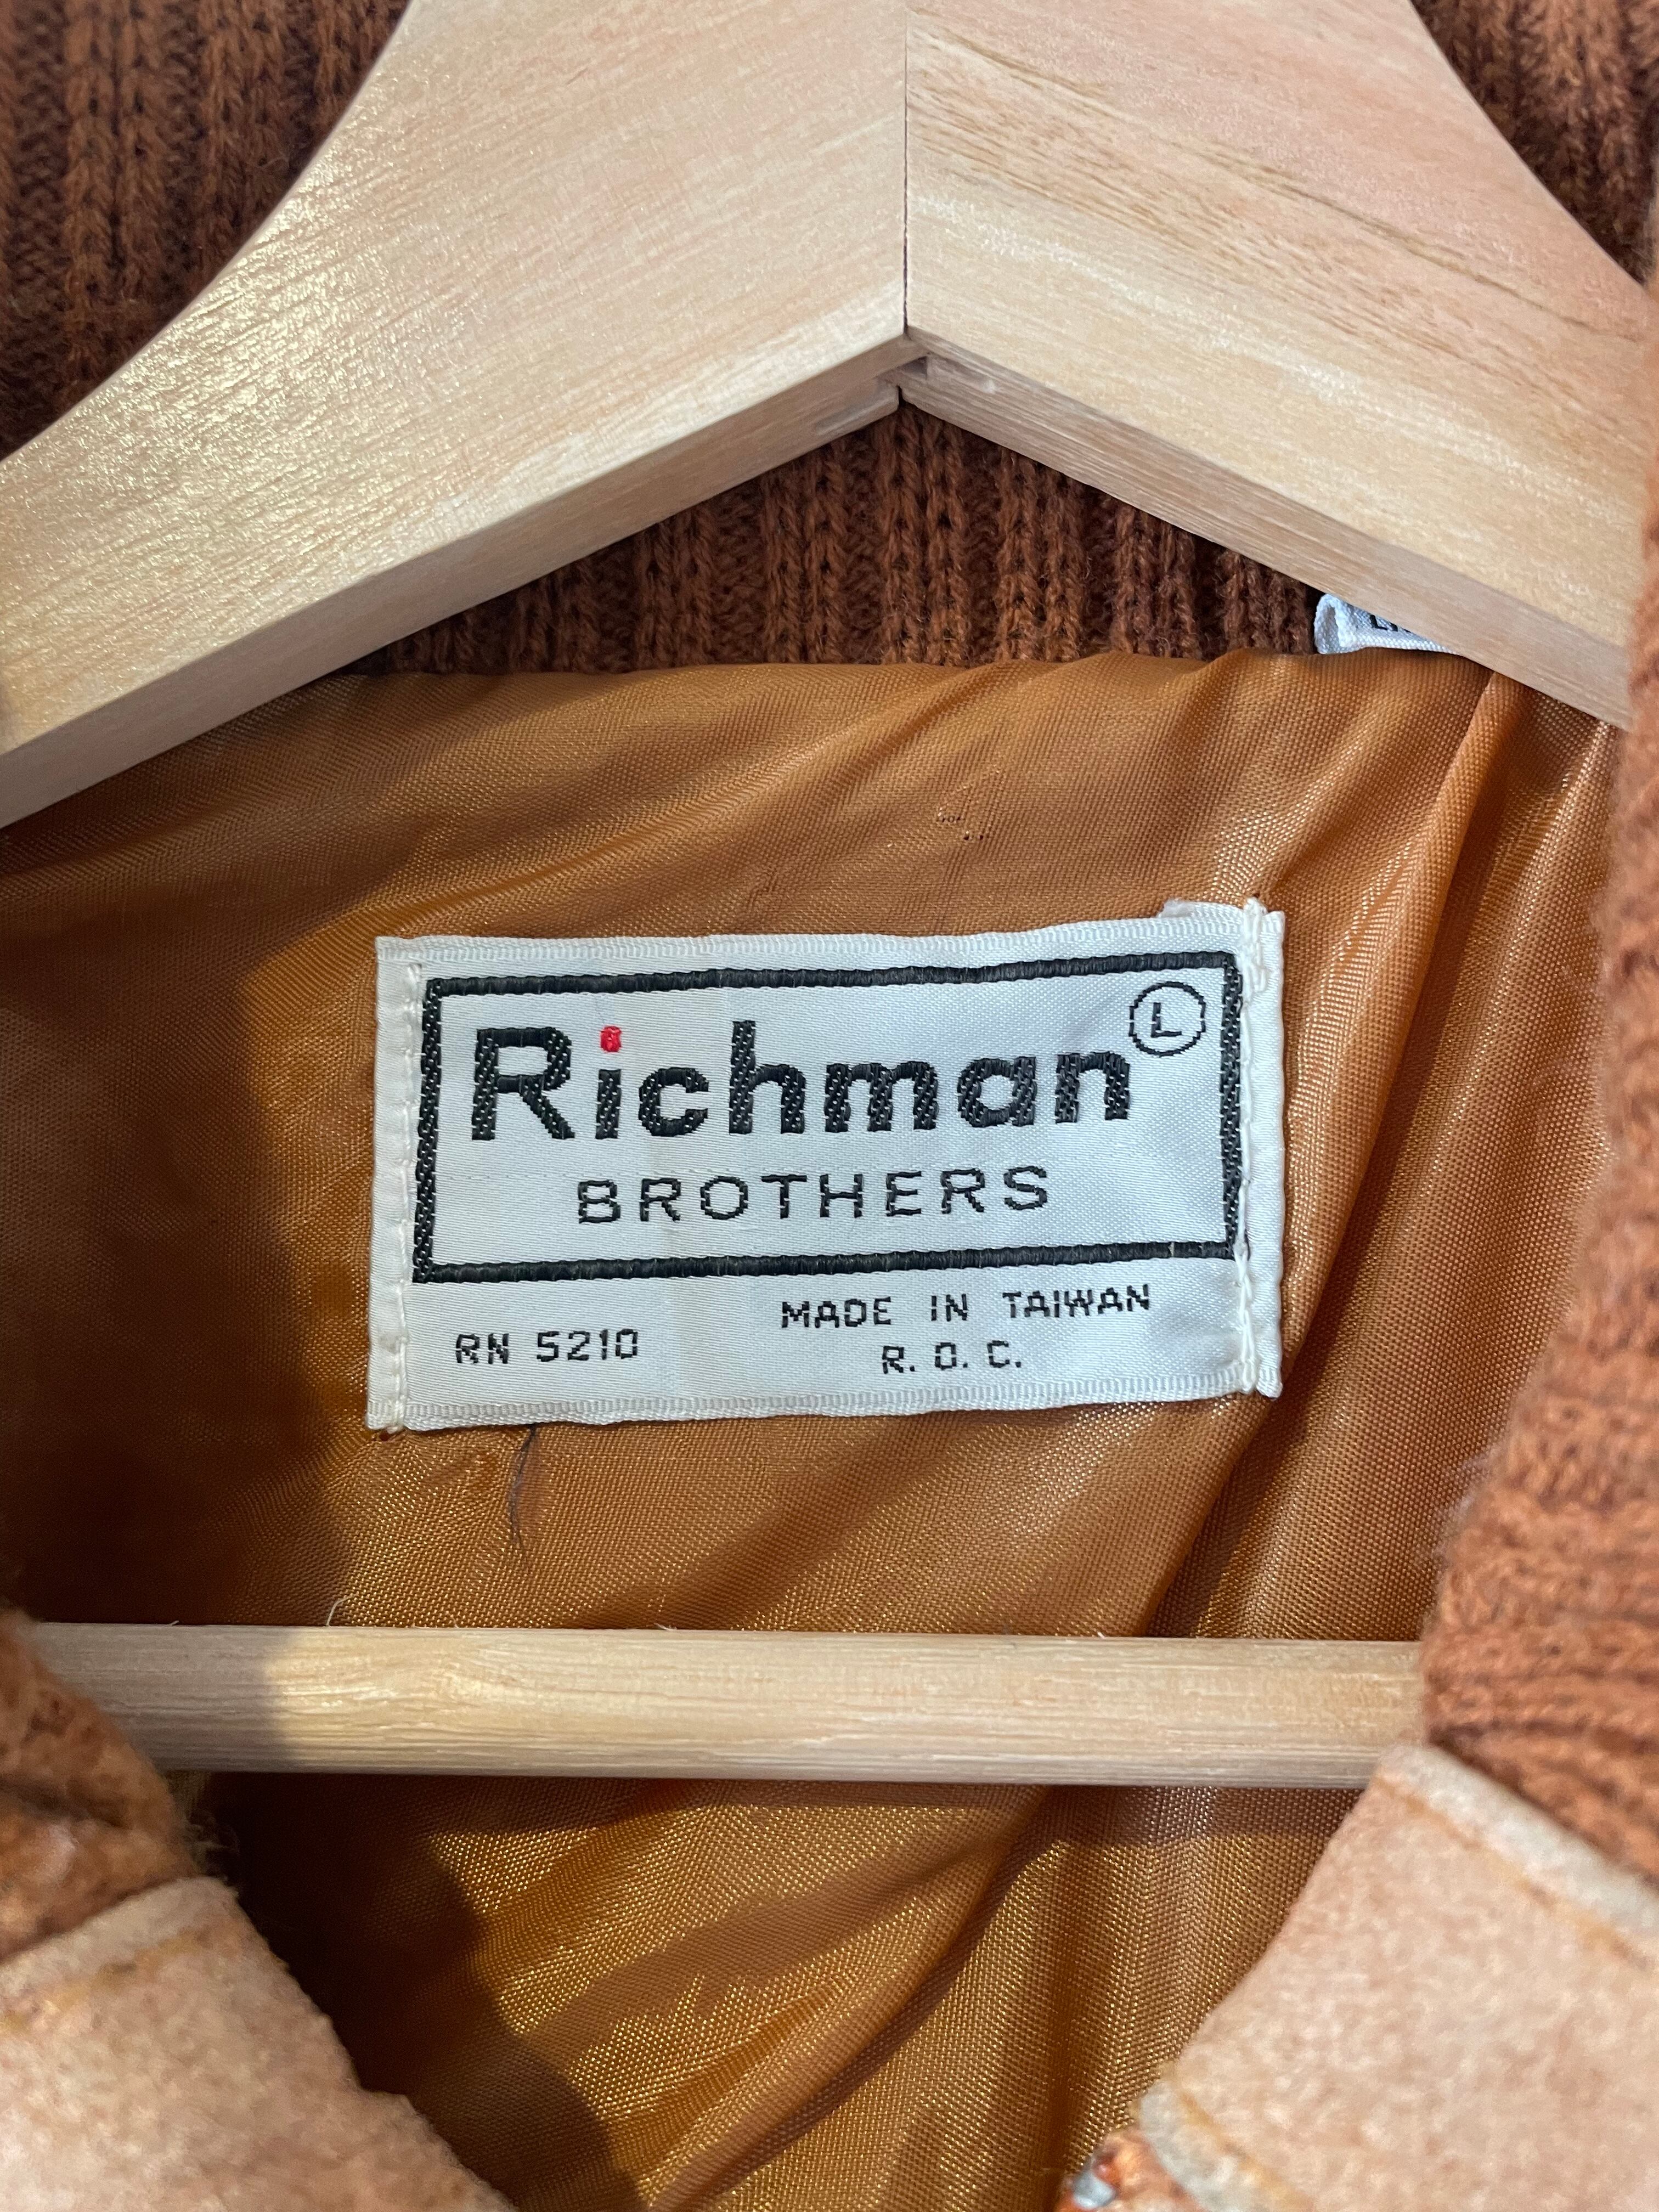 Richman Ⓛ
BROTHERS
MADE IN TAIWAN
RN 5210
R. O. C.